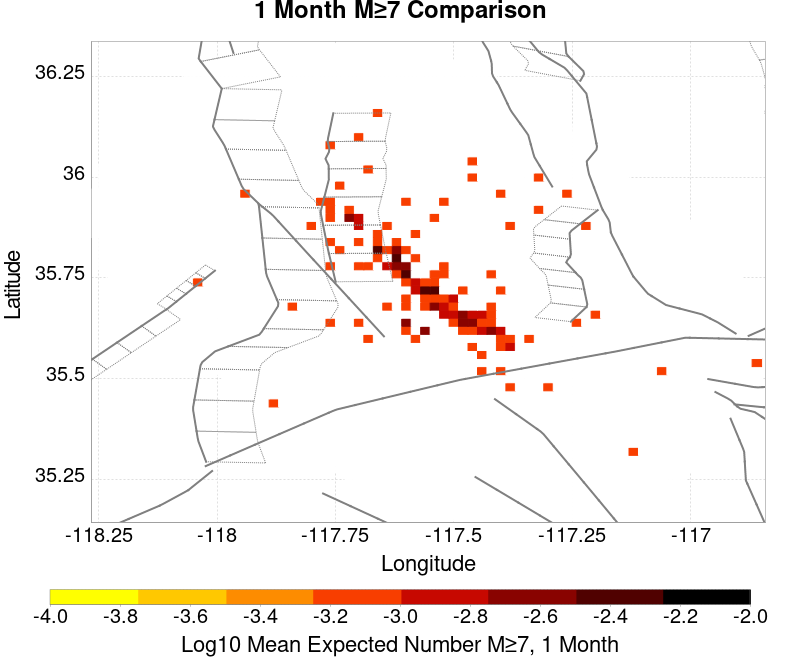 1 Month M≥7 Comparison
36.25
36
35.75
35.5
35.25
Latitude
-118.25 -118 -117.75 -117.5 -117.25 -117
Longitude
-4.0 -3.8 -3.6 -3.4 -3.2 -3.0 -2.8 -2.6 -2.4 -2.2 -2.0
Log10 Mean Expected Number M≥7, 1 Month